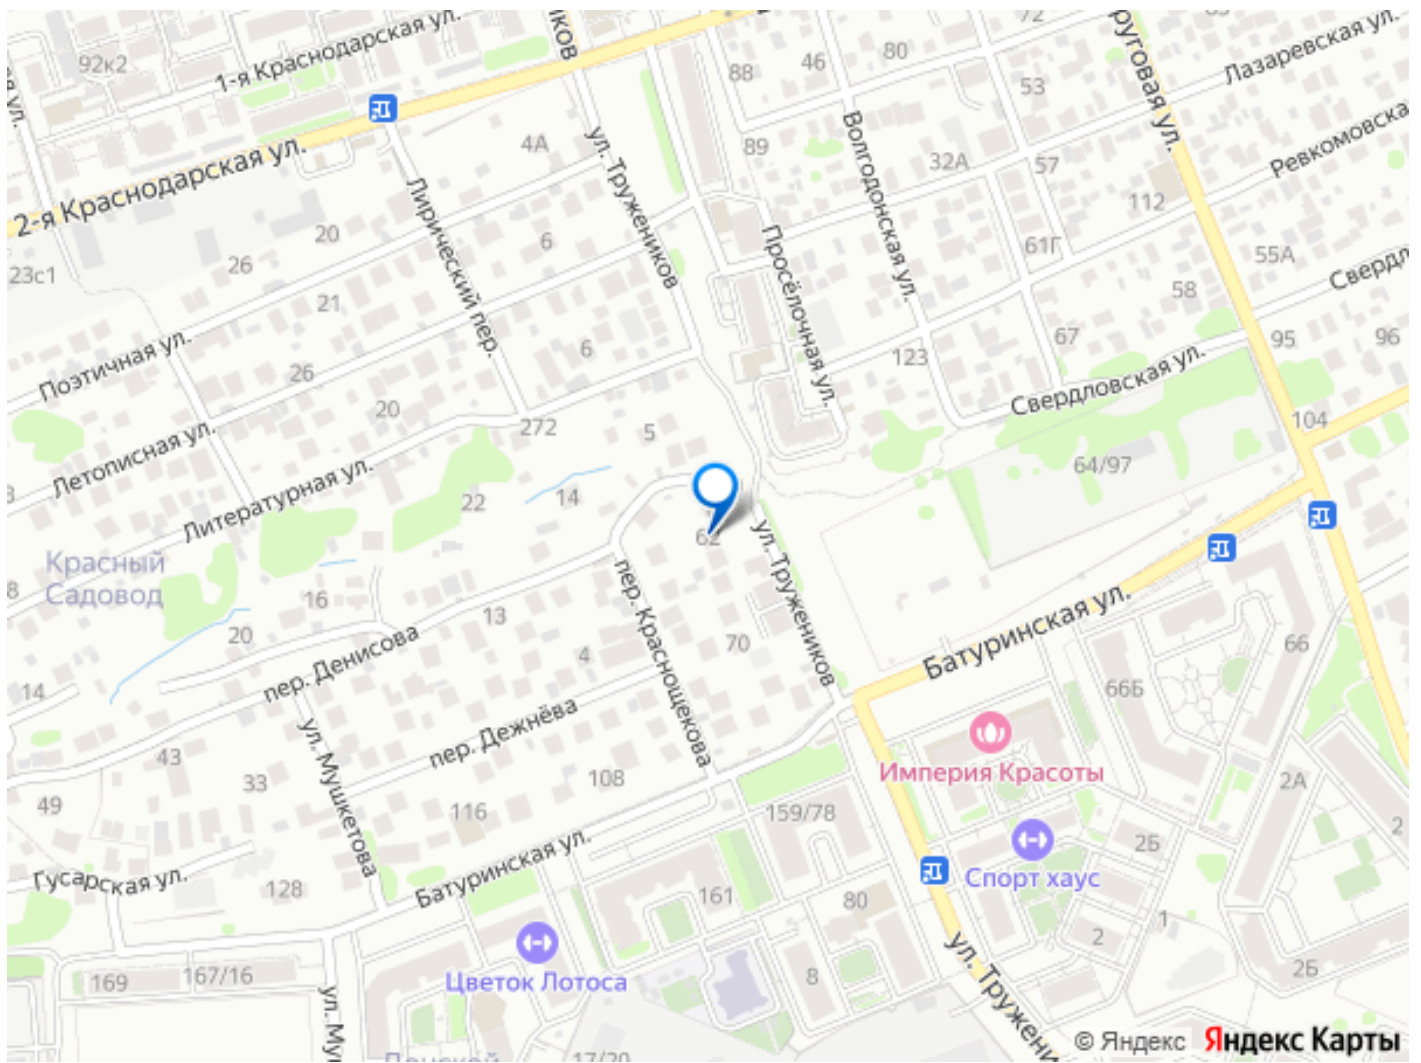 92к2
1-я Краснодарская ул.
72
80
46
88
53
Лазаревская ул.
Ревкомовска
4А
89
32А
57
112
2-я Краснодарская ул.
ул. Тружеников
Лирический пер.
Волгодонская ул.
Просёлочная ул.
20
6
61Г
55А
23с1
26
21
58
Свердл
Поэтичная ул.
6
67
95
96
26
123
20
Свердловская ул.
Летописная ул.
272
5
104
Литературная ул.
64/97
22
14
62
Красный
Садовод
ул. Тружеников
пер. Краснощекова
16
13
20
Батуринская ул.
пер. Денисова
4
70
66
66Б
14
пер. Дежнёва
ул. Мушкетова
43
33
108
Империя Красоты
2А
49
116
159/78
2Б
2
Батуринская ул.
Гусарская ул.
128
Спорт хаус
161
80
1
2
ул. Тружени
Цветок Лотоса
169
167/16
8
2Б
ул. Му
17/20
© Яндекс Яндекс Карты